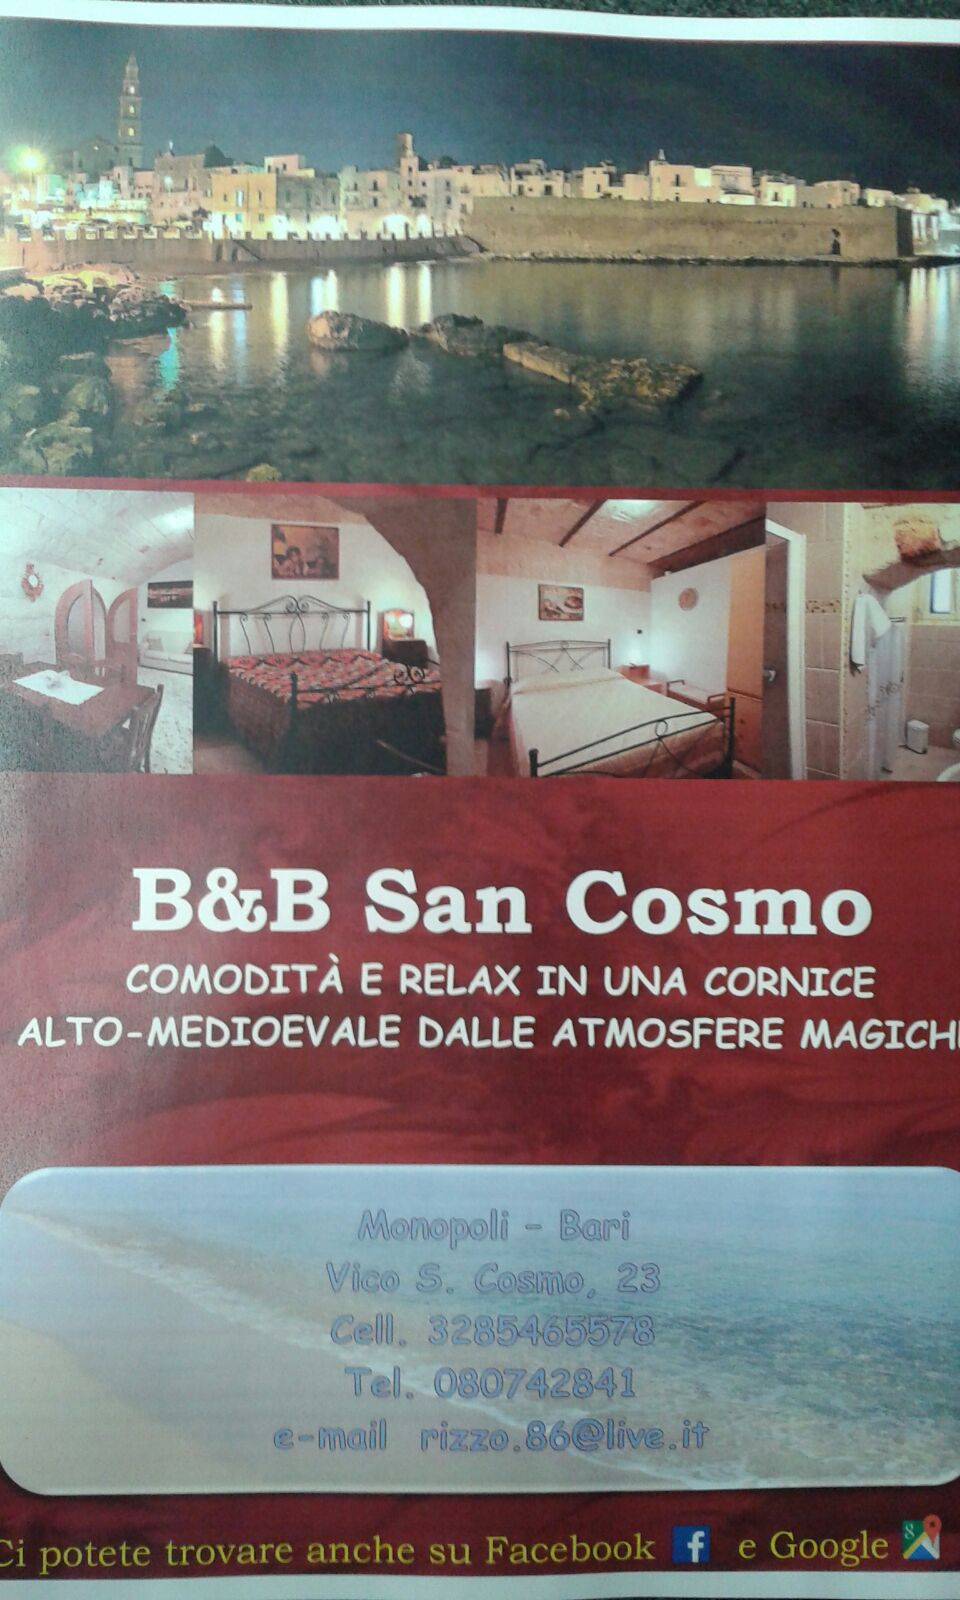 B&B San Cosmo
COMODITÀ E RELAX IN UNA CORNICE
ALTO-MEDIOEVALE DALLE ATMOSFERE MAGICHE
Monopoli - Bari
Vico S. Cosmo, 23
Cell. 3285465578
Tel. 080742841
e-mail rizzo.86@live.it
Ci potete trovare anche su Facebook f e Google g